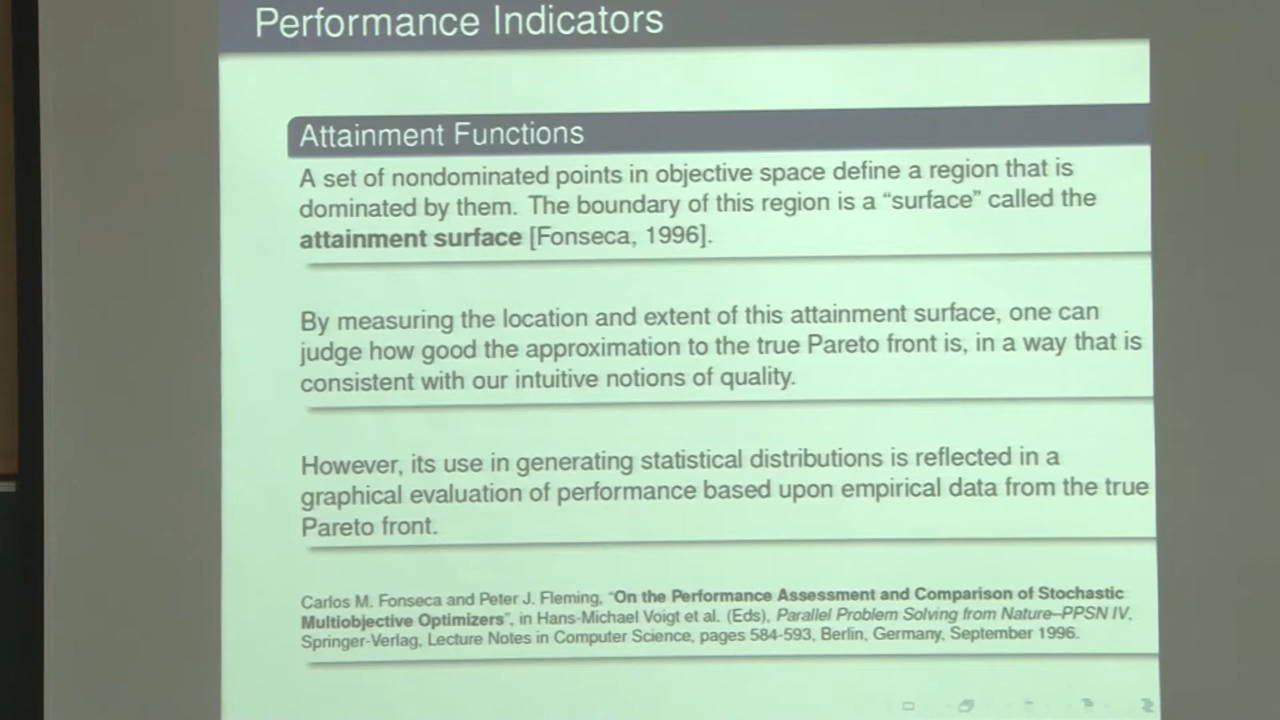 Performance Indicators
Attainment Functions
A set of nondominated points in objective space define a region that is
dominated by them. The boundary of this region is a “surface” called the
attainment surface [Fonseca, 1996].
By measuring the location and extent of this attainment surface, one can
judge how good the approximation to the true Pareto front is, in a way that is
consistent with our intuitive notions of quality.
However, its use in generating statistical distributions is reflected in a
graphical evaluation of performance based upon empirical data from the true
Pareto front.
Carlos M. Fonseca and Peter J. Fleming, “On the Performance Assessment and Comparison of Stochastic
Multiobjective Optimizers”, in Hans-Michael Voigt et al. (Eds), Parallel Problem Solving from Nature–PPSN IV,
Springer-Verlag, Lecture Notes in Computer Science, pages 584-593, Berlin, Germany, September 1996.